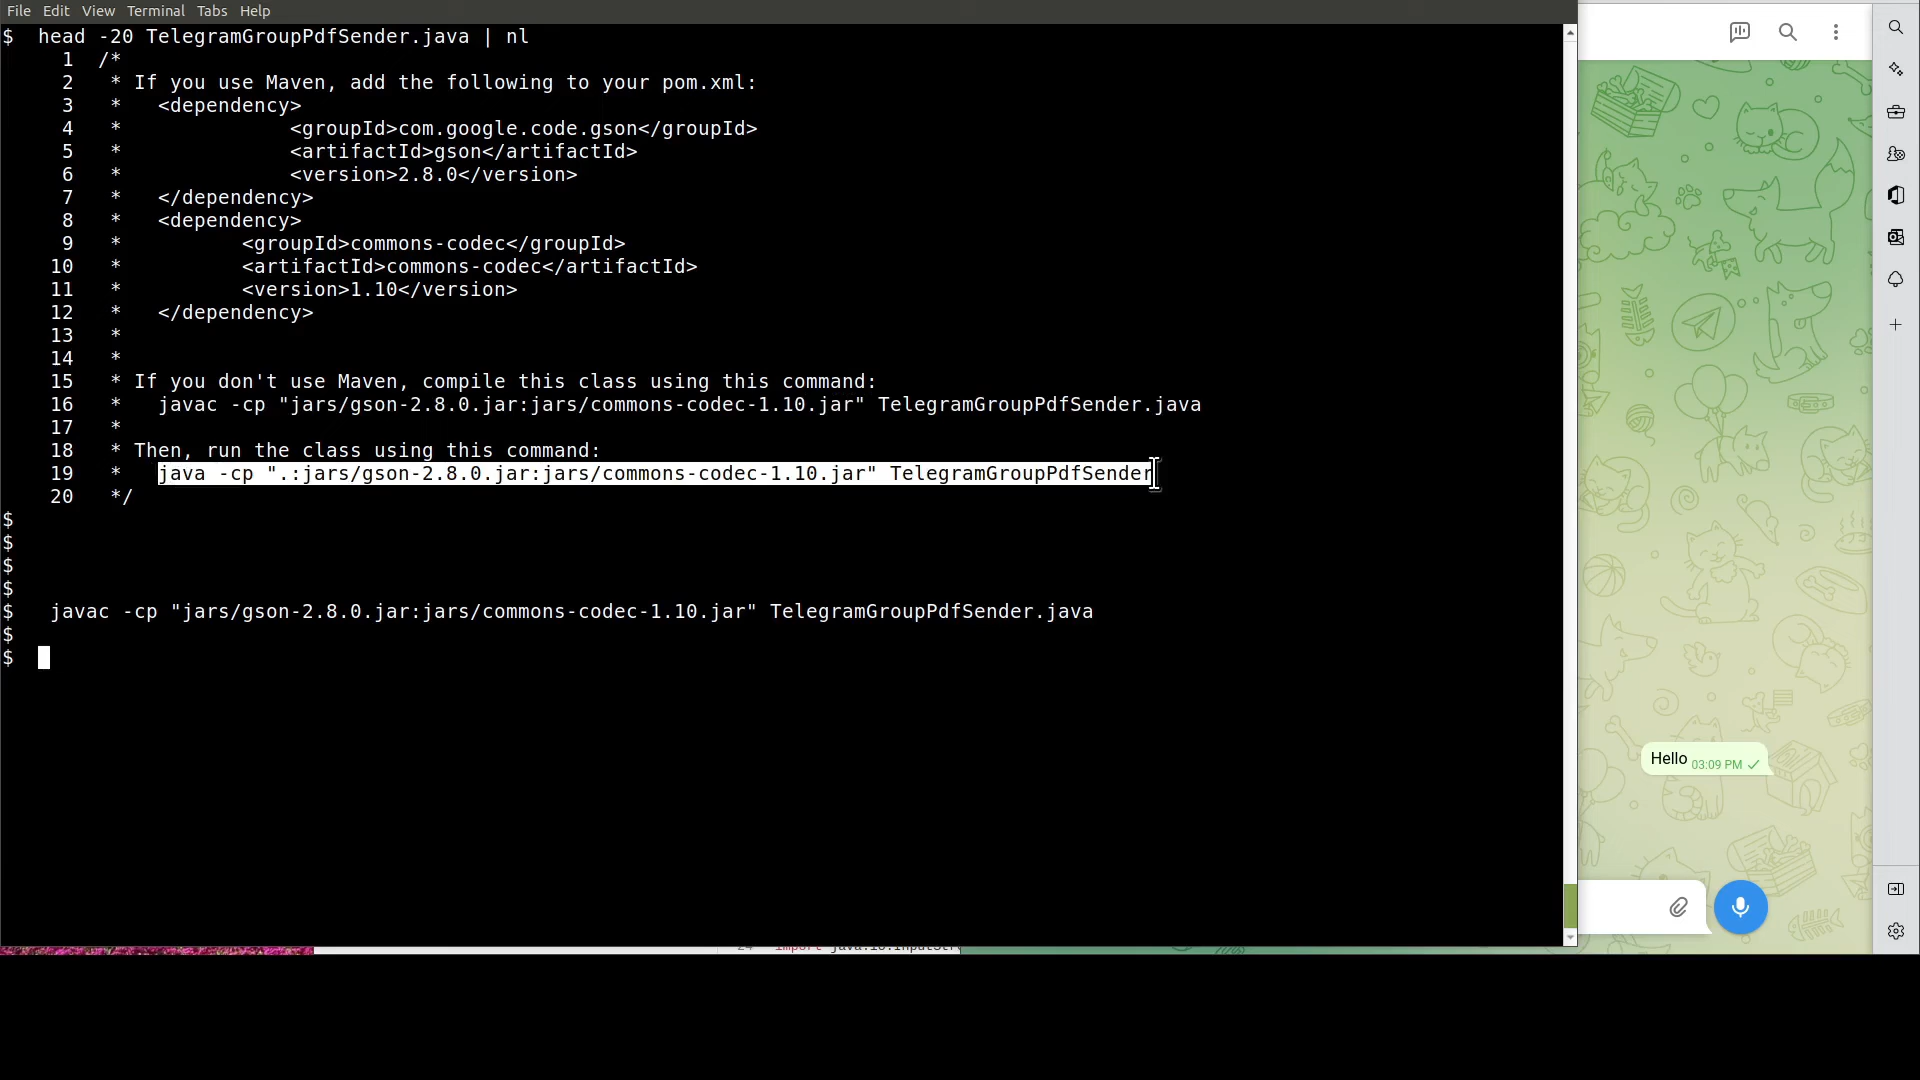 File Edit View Terminal Tabs Help
$ head -20 TelegramGroupPdfSender.java | nl
1 /*
2 * If you use Maven, add the following to your pom.xml:
3 * <dependency>
4 * <groupId>com.google.code.gson</groupId>
5 * <artifactId>gson</artifactId>
6 * <version>2.8.0</version>
7 * </dependency>
8 * <dependency>
9 * <groupId>commons-codec</groupId>
10 * <artifactId>commons-codec</artifactId>
11 * <version>1.10</version>
12 * </dependency>
13 *
14 *
15 * If you don't use Maven, compile this class using this command:
16 * javac -cp "jars/gson-2.8.0.jar:jars/commons-codec-1.10.jar" TelegramGroupPdfSender.java
17 *
18 * Then, run the class using this command:
19 * java -cp ".:jars/gson-2.8.0.jar:jars/commons-codec-1.10.jar" TelegramGroupPdfSender
20 */
$
$
$
$
$ javac -cp "jars/gson-2.8.0.jar:jars/commons-codec-1.10.jar" TelegramGroupPdfSender.java
$
$
Hello 03:09 PM